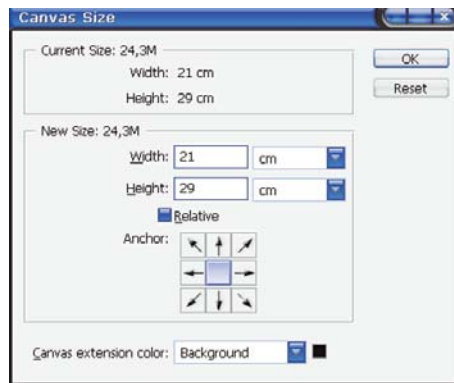 Canvas Size
Current Size: 24,3M
OK
Width: 21 cm
Reset
Height: 29 cm
New Size: 24,3M
Width: 21 cm
Height: 29 cm
Relative
Anchor:
Canvas extension color: Background